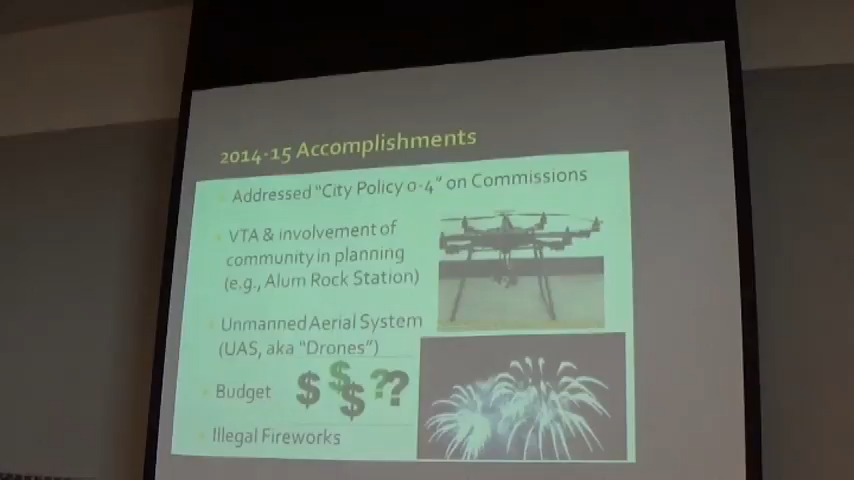 2014-15 Accomplishments
Addressed "City Policy 0-4" on Commissions
VTA & involvement of
community in planning
(e.g., Alum Rock Station)
Unmanned Aerial System
(UAS, aka "Drones")
Budget $ $ $ ? ?
Illegal Fireworks